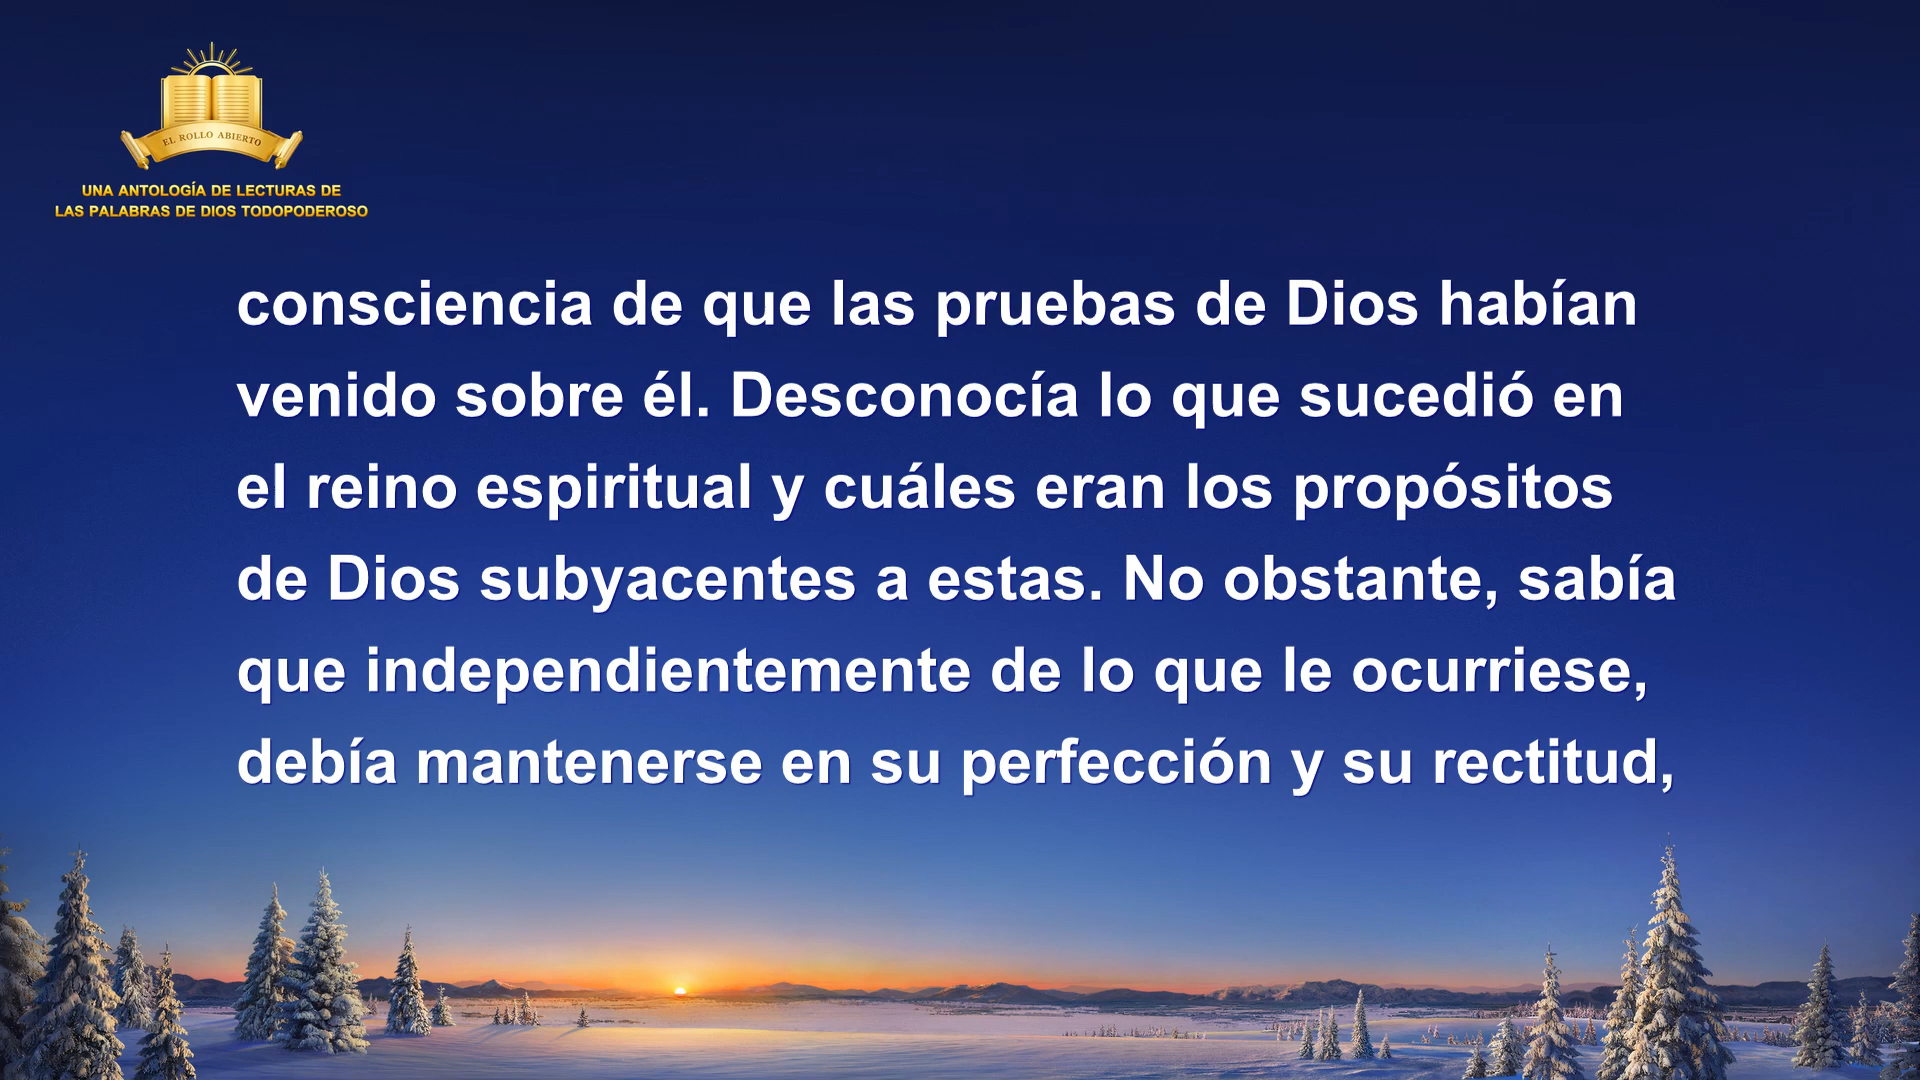 EL ROLLO ABIERTO
UNA ANTOLOGÍA DE LECTURAS DE
LAS PALABRAS DE DIOS TODOPODEROSO
consciencia de que las pruebas de Dios habían
venido sobre él. Desconocía lo que sucedió en
el reino espiritual y cuáles eran los propósitos
de Dios subyacentes a estas. No obstante, sabía
que independientemente de lo que le ocurriese,
debía mantenerse en su perfección y su rectitud,